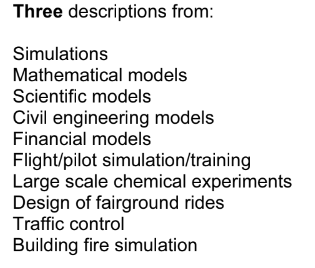 Three descriptions from:
Simulations
Mathematical models
Scientific models
Civil engineering models
Financial models
Flight/pilot simulation/training
Large scale chemical experiments
Design of fairground rides
Traffic control
Building fire simulation